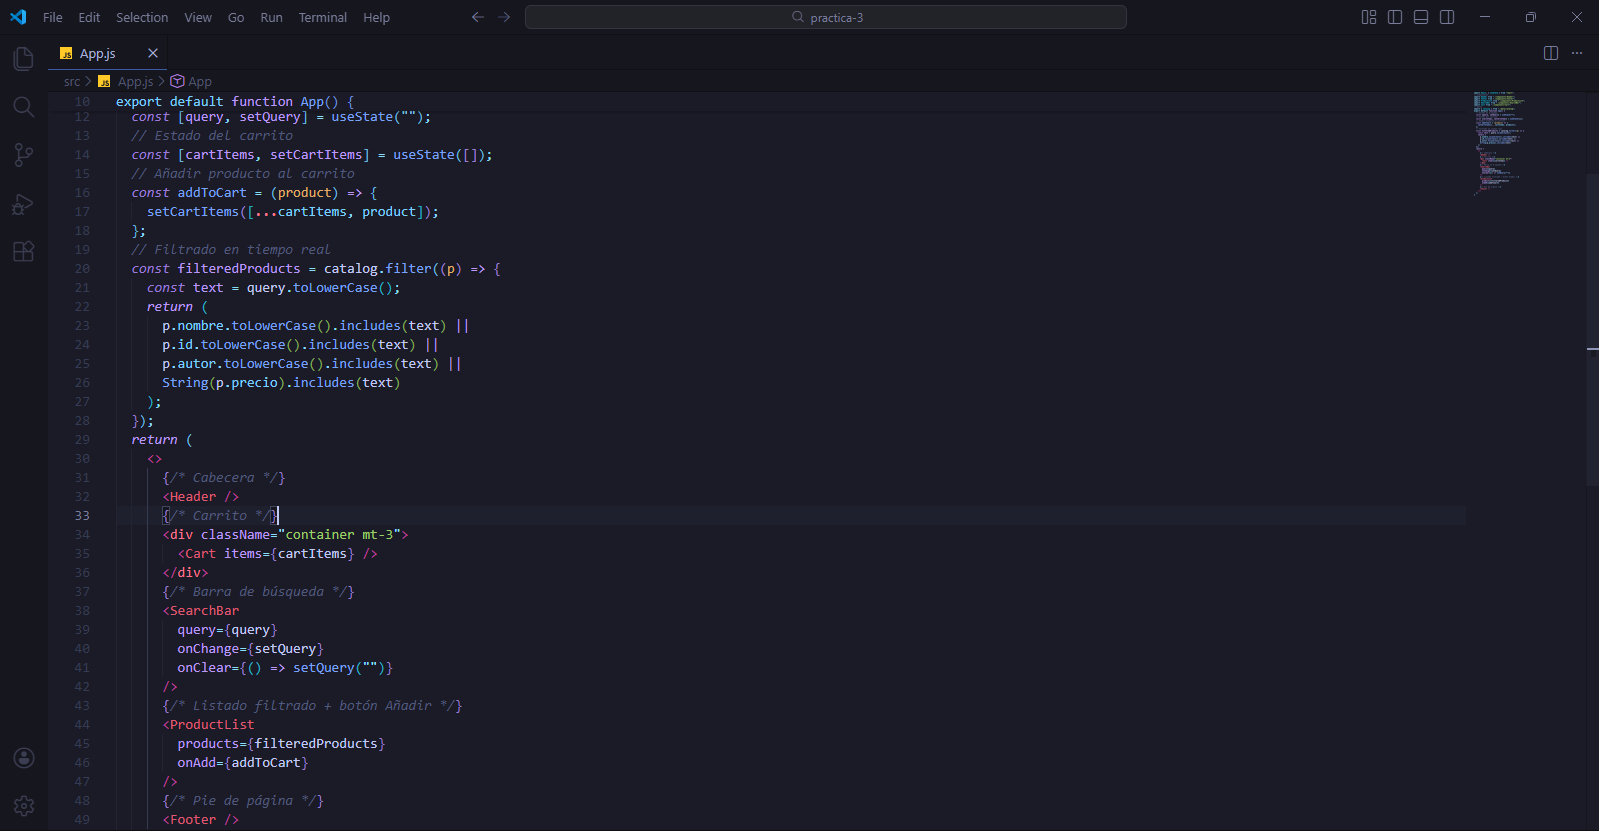 File Edit Selection View Go Run Terminal Help practica-3
JS App.js
src > JS App.js > App
10 export default function App() {
12 const [query, setQuery] = useState("");
13 // Estado del carrito
14 const [cartItems, setCartItems] = useState([]);
15 // Añadir producto al carrito
16 const addToCart = (product) => {
17 setCartItems([...cartItems, product]);
18 };
19 // Filtrado en tiempo real
20 const filteredProducts = catalog.filter((p) => {
21 const text = query.toLowerCase();
22 return (
23 p.nombre.toLowerCase().includes(text) ||
24 p.id.toLowerCase().includes(text) ||
25 p.autor.toLowerCase().includes(text) ||
26 String(p.precio).includes(text)
27 );
28 });
29 return (
30 <>
31 {/* Cabecera */}
32 <Header />
33 {/* Carrito */}
34 <div className="container mt-3">
35 <Cart items={cartItems} />
36 </div>
37 {/* Barra de búsqueda */}
38 <SearchBar
39 query={query}
40 onChange={setQuery}
41 onClear={() => setQuery("")}
42 />
43 {/* Listado filtrado + botón Añadir */}
44 <ProductList
45 products={filteredProducts}
46 onAdd={addToCart}
47 />
48 {/* Pie de página */}
49 <Footer />